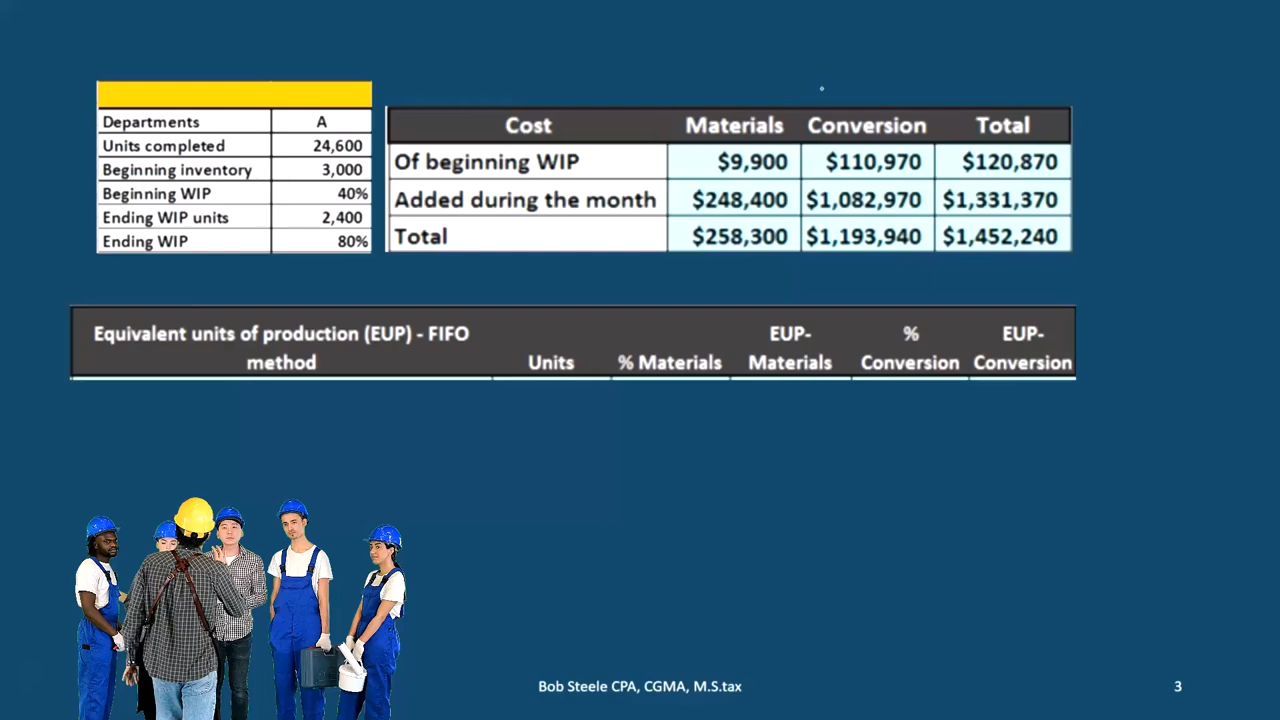 Departments A
Units completed 24,600
Beginning inventory 3,000
Beginning WIP 40%
Ending WIP units 2,400
Ending WIP 80%
Cost Materials Conversion Total
Of beginning WIP $9,900 $110,970 $120,870
Added during the month $248,400 $1,082,970 $1,331,370
Total $258,300 $1,193,940 $1,452,240
Equivalent units of production (EUP) - FIFO EUP- % EUP-
method Units % Materials Materials Conversion Conversion
Bob Steele CPA, CGMA, M.S.tax
3